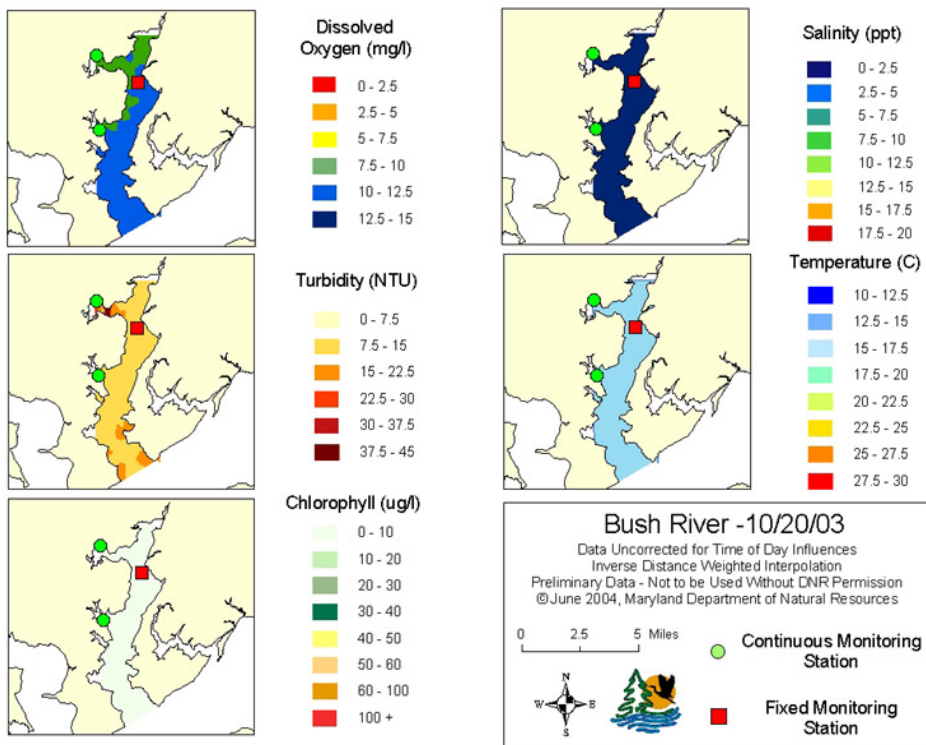 Dissolved
Oxygen (mg/l)
0 - 2.5
2.5 - 5
5 - 7.5
7.5 - 10
10 - 12.5
12.5 - 15
Salinity (ppt)
0 - 2.5
2.5 - 5
5 - 7.5
7.5 - 10
10 - 12.5
12.5 - 15
15 - 17.5
17.5 - 20
Turbidity (NTU)
0 - 7.5
7.5 - 15
15 - 22.5
22.5 - 30
30 - 37.5
37.5 - 45
Temperature (C)
10 - 12.5
12.5 - 15
15 - 17.5
17.5 - 20
20 - 22.5
22.5 - 25
25 - 27.5
27.5 - 30
Chlorophyll (ug/l)
0 - 10
10 - 20
20 - 30
30 - 40
40 - 50
50 - 60
60 - 100
100 +
Bush River -10/20/03
Data Uncorrected for Time of Day Influences
Inverse Distance Weighted Interpolation
Preliminary Data - Not to be Used Without DNR Permission
©June 2004, Maryland Department of Natural Resources
0 2.5 5 Miles
Continuous Monitoring
Station
N
W E
S
Fixed Monitoring
Station